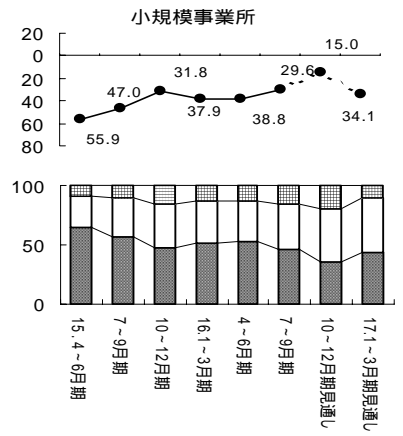 小規模事業所
20
0
20
40
60
80
55.9
47.0
31.8
37.9
38.8
29.6
15.0
34.1
100
50
0
15.4~6月期
7~9月期
10~12月期
16.1~3月期
4~6月期
7~9月期
10~12月期見通し
17.1~3月期見通し